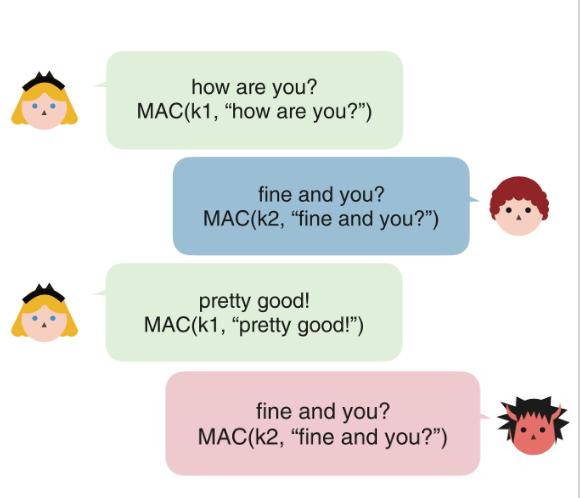 how are you?
MAC(k1, “how are you?”)
fine and you?
MAC(k2, “fine and you?”)
pretty good!
MAC(k1, “pretty good!”)
fine and you?
MAC(k2, “fine and you?”)